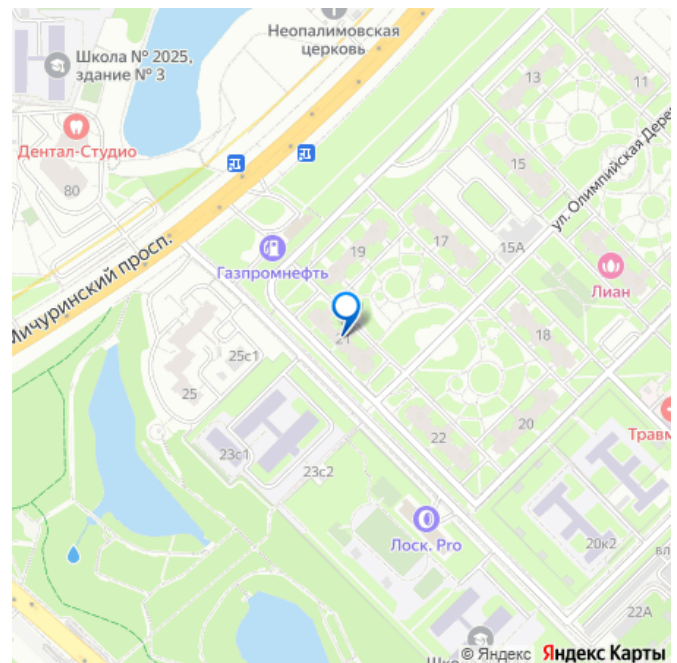 Неопалимовская
церковь
Школа № 2025,
здание № 3
13
11
Дентал-Студио
80
15
ул. Олимпийская Дере
17
19
15А
Газпромнефть
Мичуринский просп.
Лиан
21
18
25с1
25
20
22
Травм
23с1
23с2
Лоск. Pro
20к2
вл
22А
© Яндекс Яндекс Карты